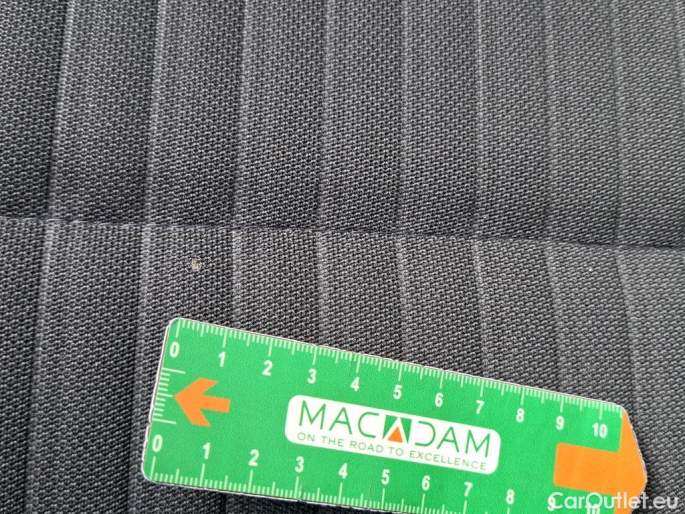 0 1 2 3 4 5 6 7 8 9 10
MACADAM
ON THE ROAD TO EXCELLENCE
0 1 2 3 4 5 6 7 8 9 10
CarOutlet.eu